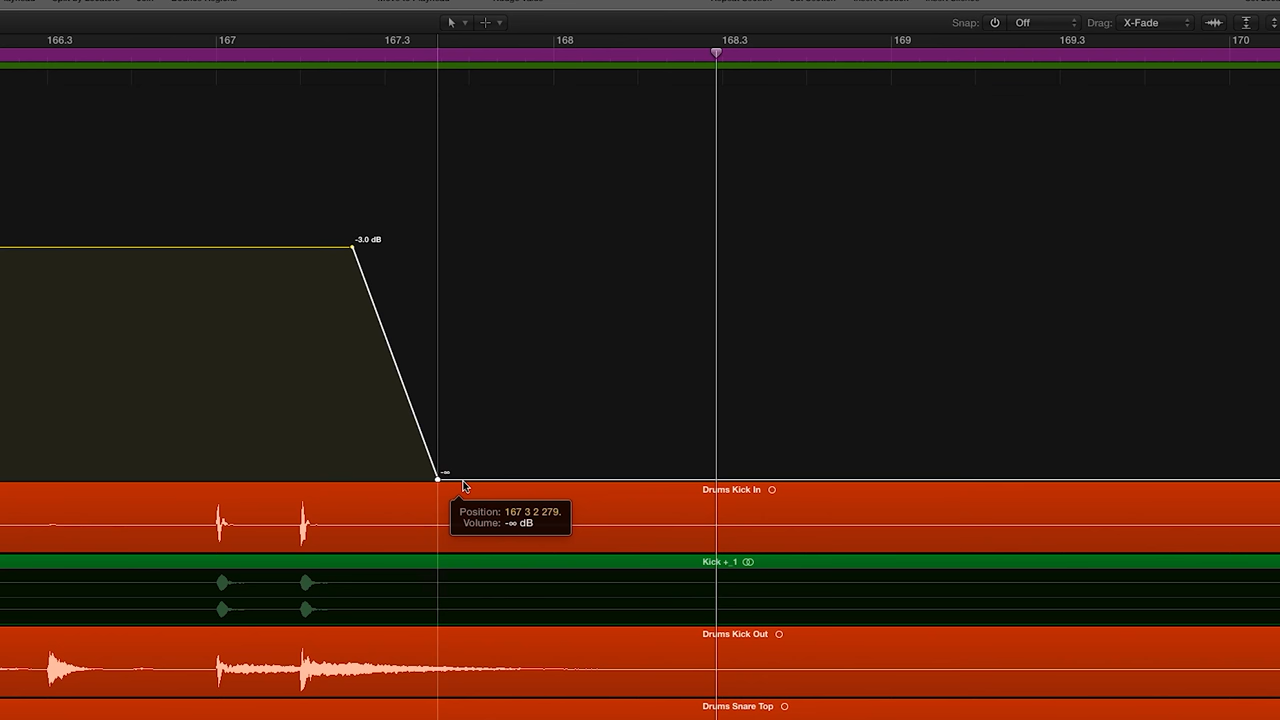 Snap: Off Drag: X-Fade
166.3 167 167.3 168 168.3 169 169.3 170
-3.0 dB
-∞
Drums Kick In
Position: 167 3 2 279.
Volume: -∞ dB
Kick +_1
Drums Kick Out
Drums Snare Top